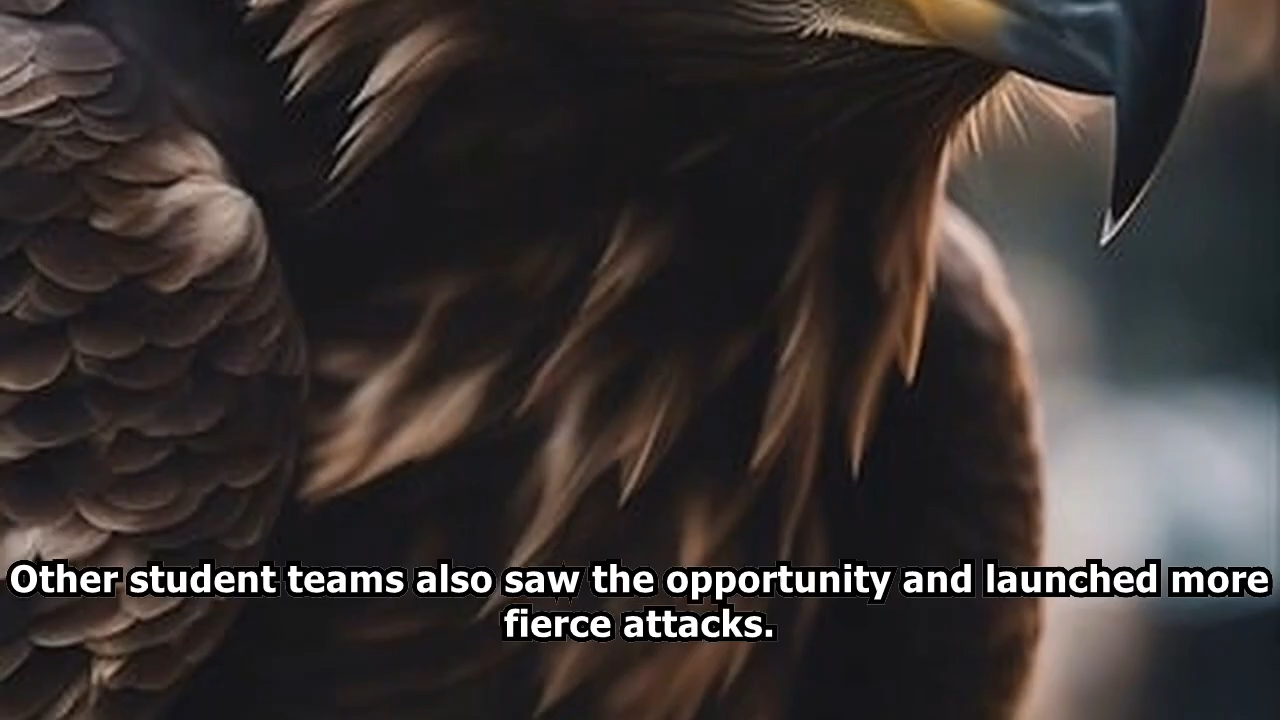 Other student teams also saw the opportunity and launched more
fierce attacks.